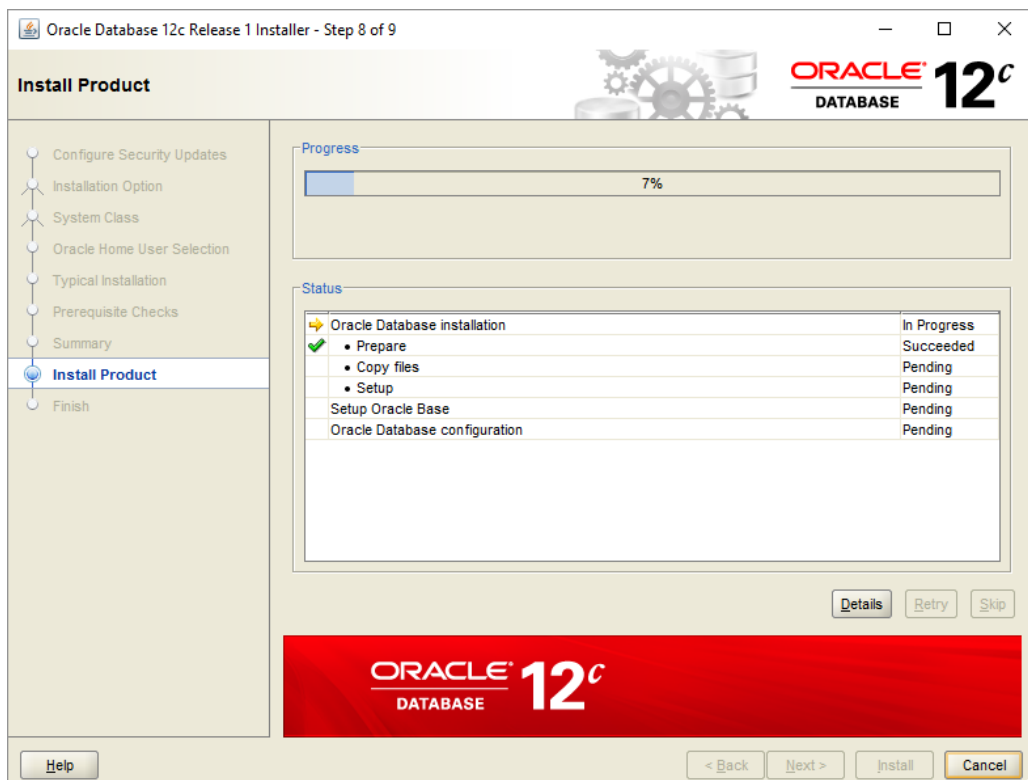 Oracle Database 12c Release 1 Installer - Step 8 of 9
Install Product
ORACLE®
DATABASE
12c
Configure Security Updates
Installation Option
System Class
Oracle Home User Selection
Typical Installation
Prerequisite Checks
Summary
Install Product
Finish
Progress
7%
Status
Oracle Database installation In Progress
• Prepare Succeeded
• Copy files Pending
• Setup Pending
Setup Oracle Base Pending
Oracle Database configuration Pending
Details Retry Skip
ORACLE®
DATABASE
12c
Help < Back Next > Install Cancel